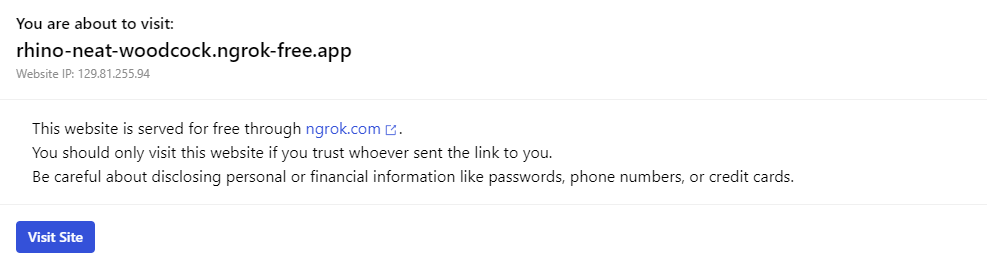 You are about to visit:
rhino-neat-woodcock.ngrok-free.app
Website IP: 129.81.255.94
This website is served for free through ngrok.com.
You should only visit this website if you trust whoever sent the link to you.
Be careful about disclosing personal or financial information like passwords, phone numbers, or credit cards.
Visit Site